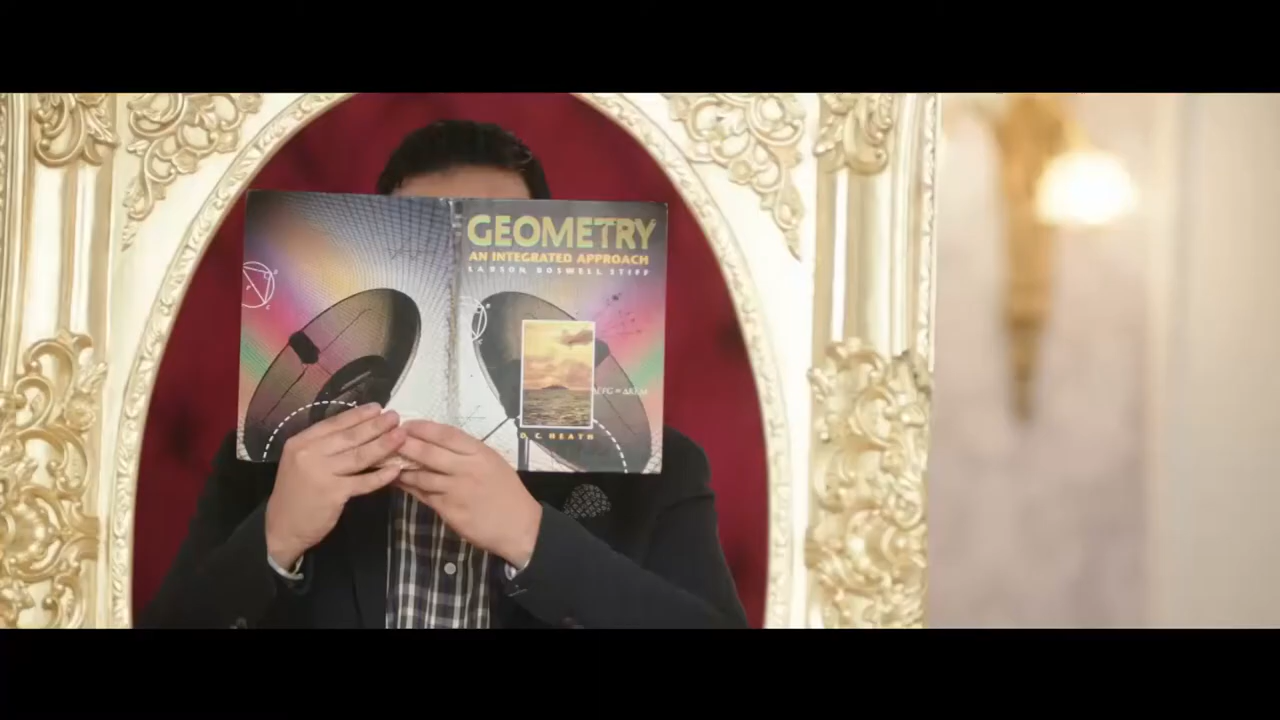 GEOMETRY
AN INTEGRATED APPROACH
LARSON BOSWELL STIFF
D.C. HEATH